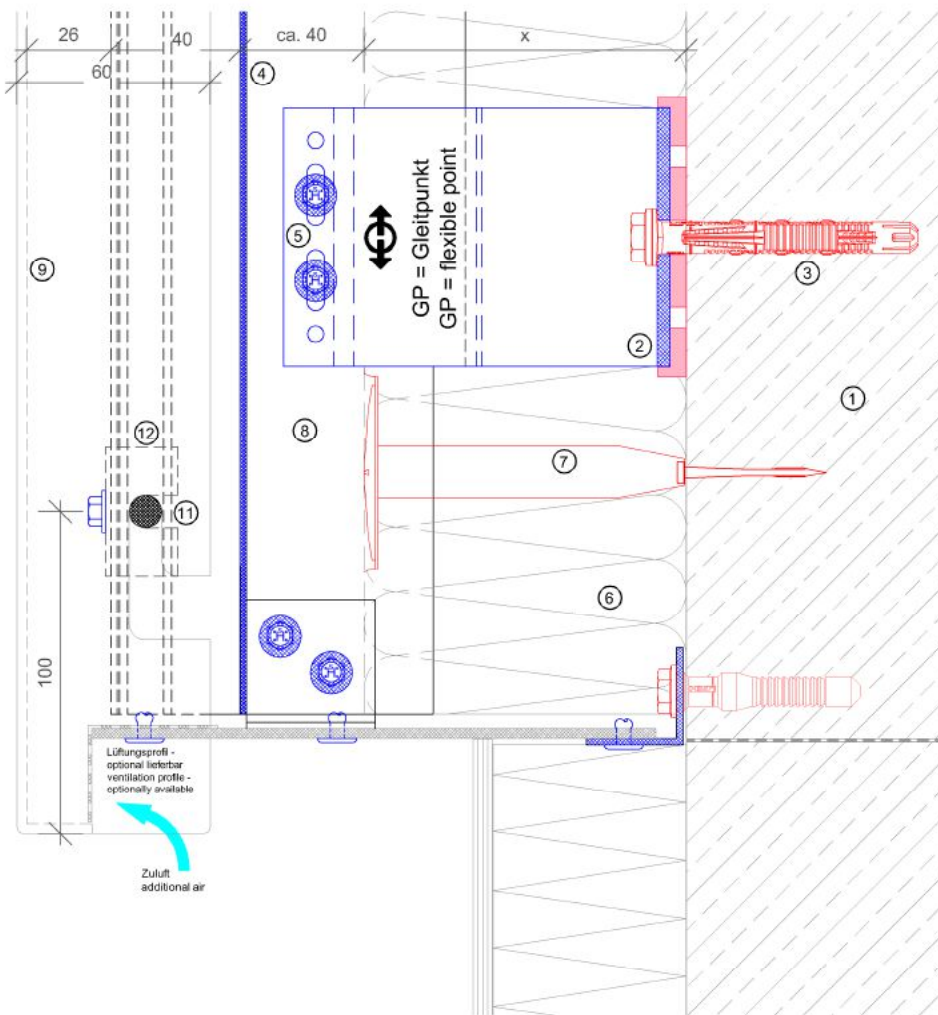 26
40
ca. 40
x
60
4
5
GP = Gleitpunkt
GP = flexible point
9
3
2
1
8
12
7
11
6
100
Lüftungsprofil -
optional lieferbar
ventilation profile -
optionally available
Zuluft
additional air